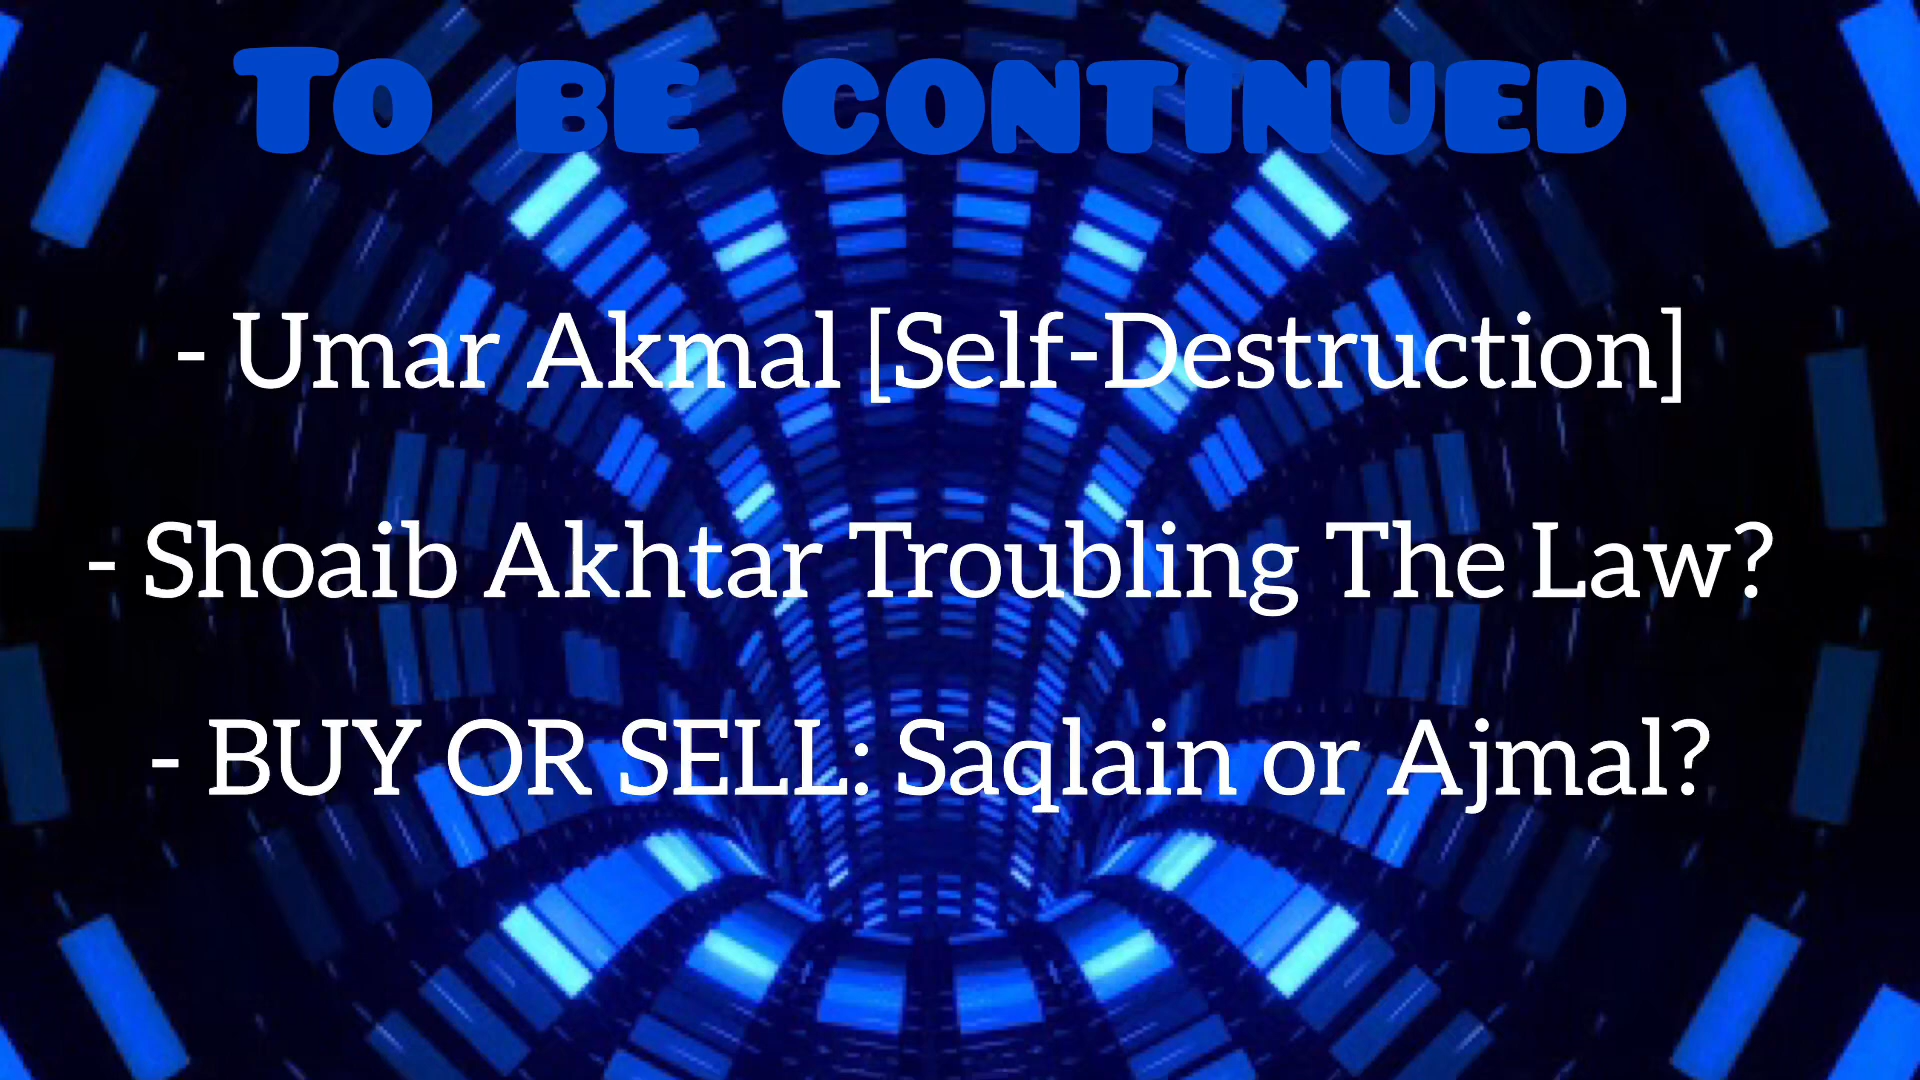 To be continued
- Umar Akmal [Self-Destruction]
- Shoaib Akhtar Troubling The Law?
- BUY OR SELL: Saqlain or Ajmal?